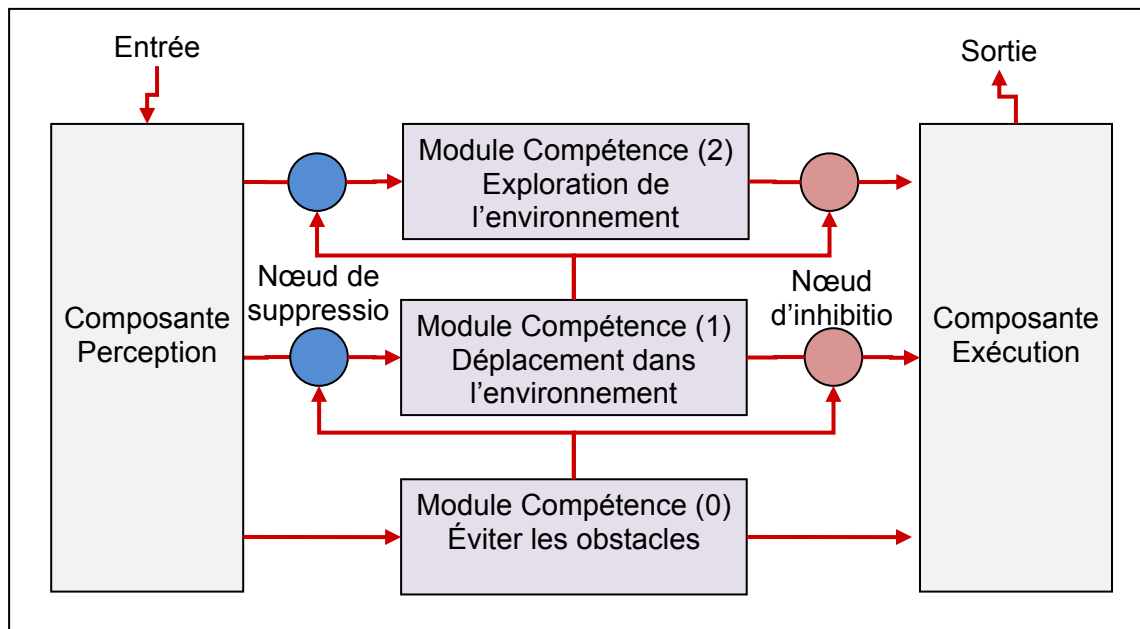 Entrée
Sortie
Module Compétence (2)
Exploration de
l’environnement
Nœud de
suppressio
Nœud
d’inhibitio
Composante
Perception
Module Compétence (1)
Déplacement dans
l’environnement
Composante
Exécution
Module Compétence (0)
Éviter les obstacles